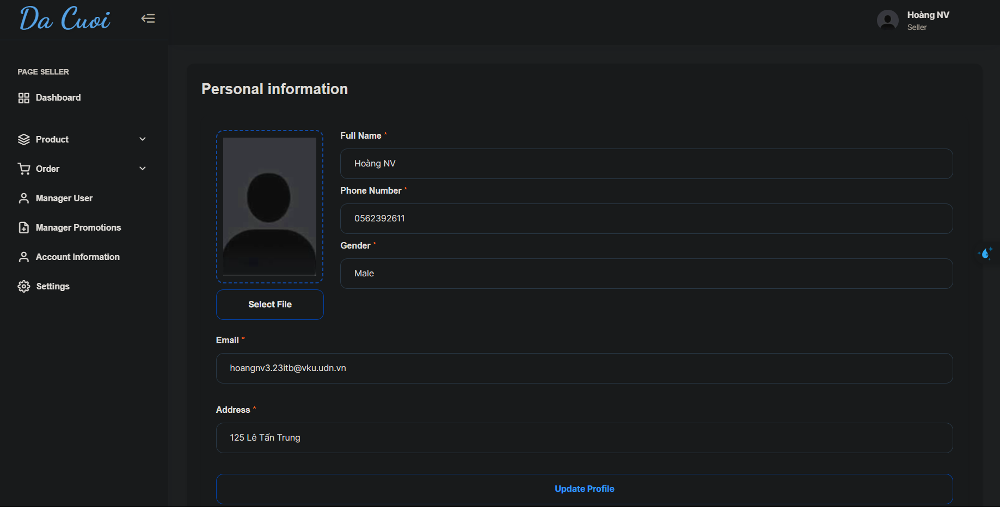 Da Cuoi
Hoàng NV
Seller
PAGE SELLER
Dashboard
Product
Order
Manager User
Manager Promotions
Account Information
Settings
Personal information
Select File
Full Name *
Hoàng NV
Phone Number *
0562392611
Gender *
Male
Email *
hoangnv3.23itb@vku.udn.vn
Address *
125 Lê Tấn Trung
Update Profile